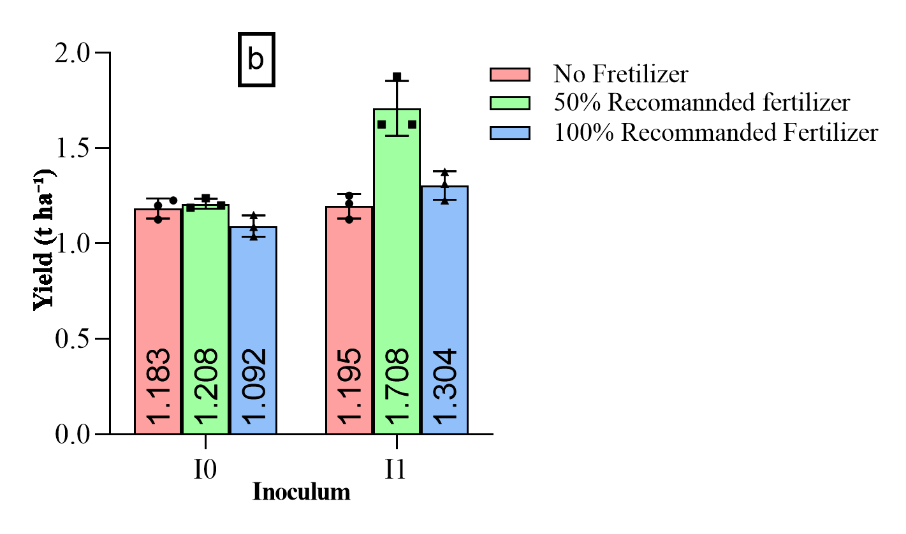 b
No Fretilizer
50% Recomannded fertilizer
100% Recommanded Fertilizer
Yield (t ha⁻¹)
2.0
1.5
1.0
0.5
0.0
1.183
1.208
1.092
1.195
1.708
1.304
I0
I1
Inoculum